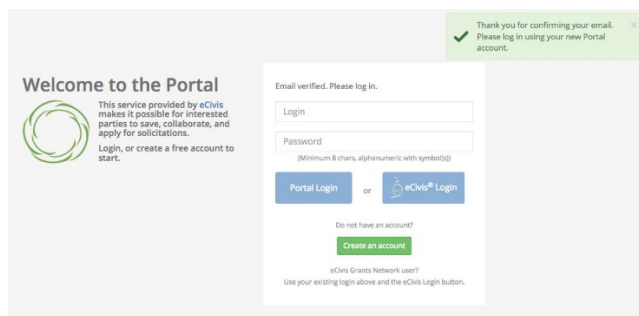 Thank you for confirming your email.
Please log in using your new Portal
account.
Welcome to the Portal
This service provided by eCivis
makes it possible for interested
parties to save, collaborate, and
apply for solicitations.
Login, or create a free account to
start.
Email verified. Please log in.
Login
Password
(Minimum 8 chars, alphanumeric with symbol(s))
Portal Login
or
eCivis® Login
Do not have an account?
Create an account
eCivis Grants Network user?
Use your existing login above and the eCivis Login button.